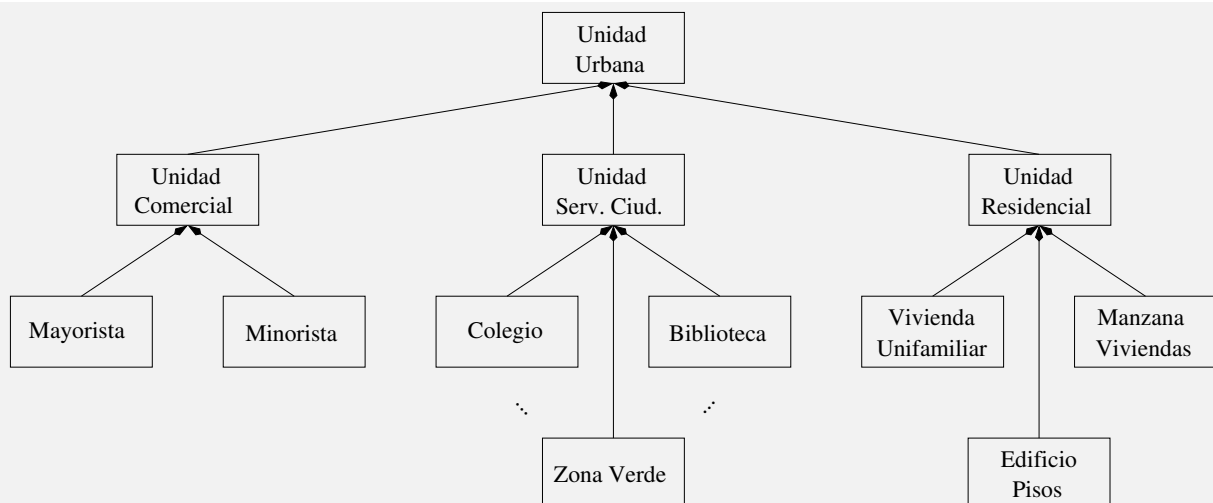 Unidad
Urbana
Unidad
Comercial
Unidad
Serv. Ciud.
Unidad
Residencial
Mayorista
Minorista
Colegio
Biblioteca
Vivienda
Unifamiliar
Manzana
Viviendas
...
...
Zona Verde
Edificio
Pisos